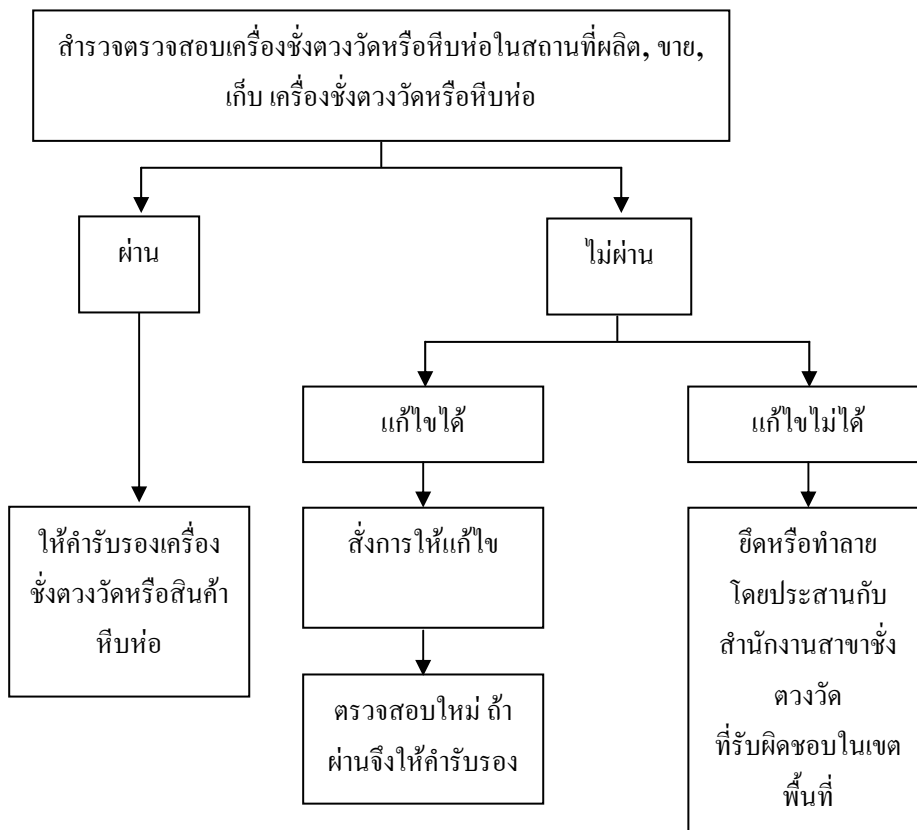 สำรวจตรวจสอบเครื่องชั่งตวงวัดหรือหีบห่อในสถานที่ผลิต, ขาย,
เก็บ เครื่องชั่งตวงวัดหรือหีบห่อ
ผ่าน
ไม่ผ่าน
แก้ไขได้
แก้ไขไม่ได้
ให้คำรับรองเครื่อง
ชั่งตวงวัดหรือสินค้า
หีบห่อ
สั่งการให้แก้ไข
ยึดหรือทำลาย
โดยประสานกับ
สำนักงานสาขาชั่ง
ตวงวัด
ที่รับผิดชอบในเขต
พื้นที่
ตรวจสอบใหม่ ถ้า
ผ่านจึงให้คำรับรอง